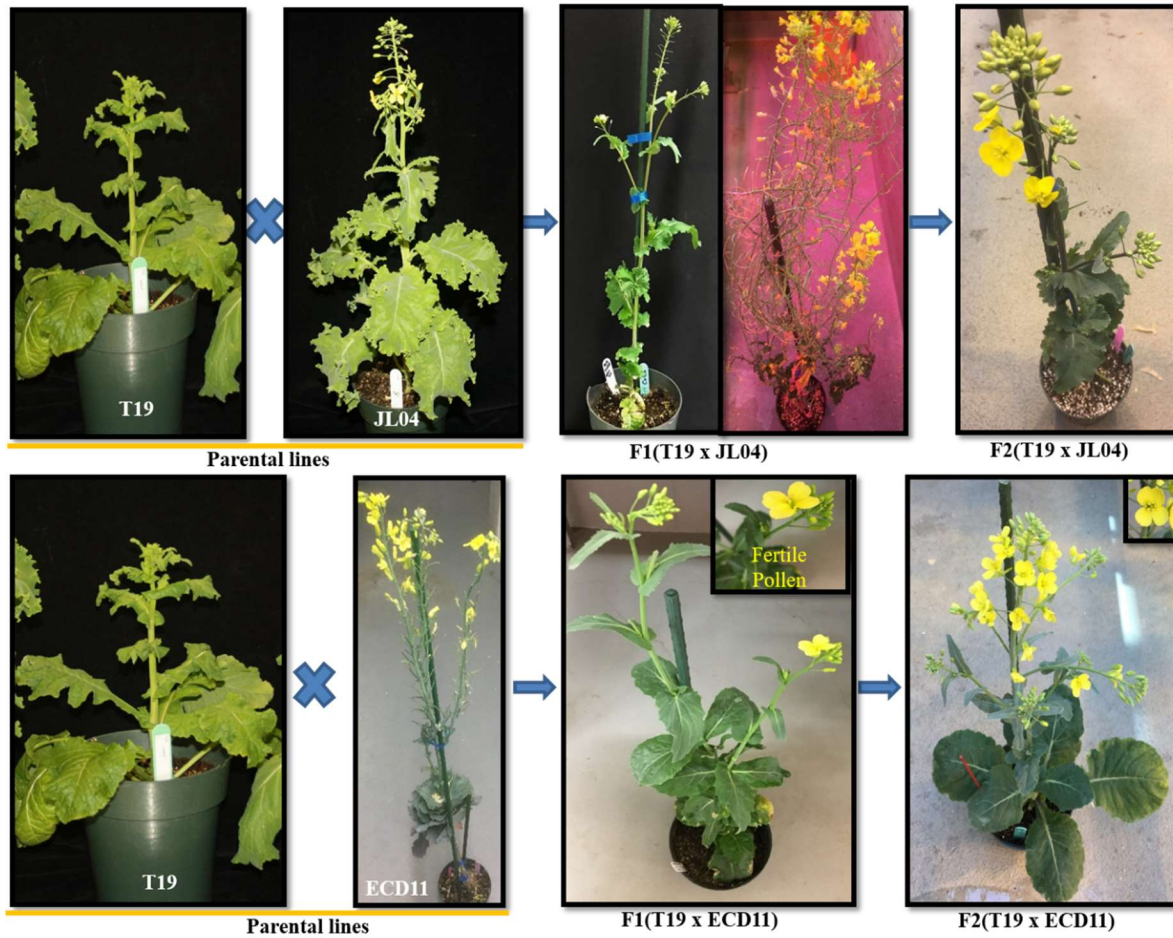 T19
JL04
Parental lines
F1(T19 x JL04)
F2(T19 x JL04)
Fertile
Pollen
T19
ECD11
Parental lines
F1(T19 x ECD11)
F2(T19 x ECD11)